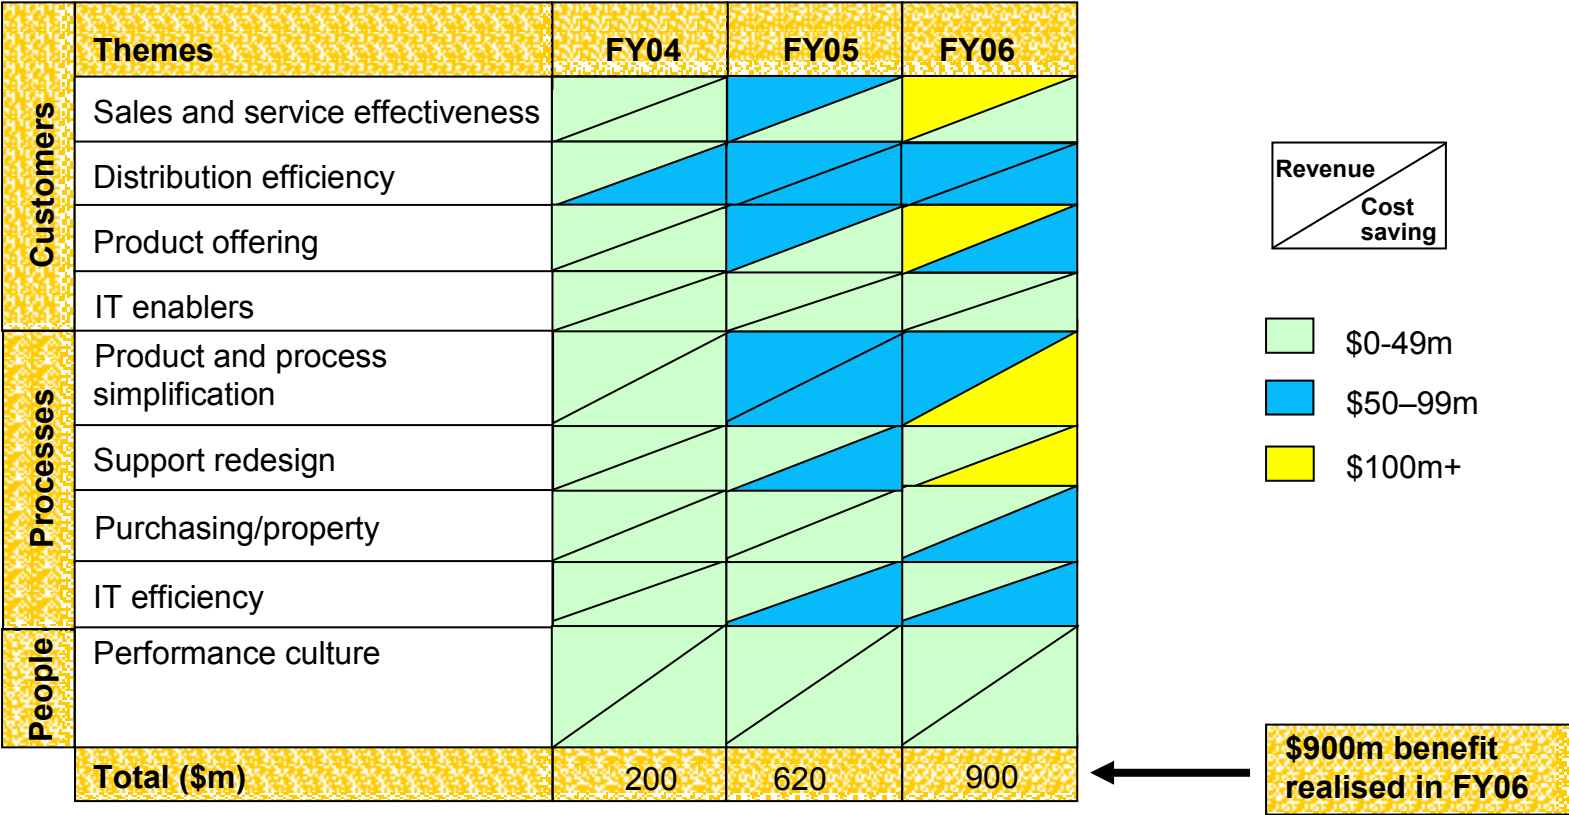 Themes FY04 FY05 FY06
Customers
Sales and service effectiveness
Distribution efficiency
Product offering
IT enablers
Processes
Product and process
simplification
Support redesign
Purchasing/property
IT efficiency
People
Performance culture
Total ($m) 200 620 900
Revenue
Cost
saving
$0-49m
$50–99m
$100m+
$900m benefit
realised in FY06